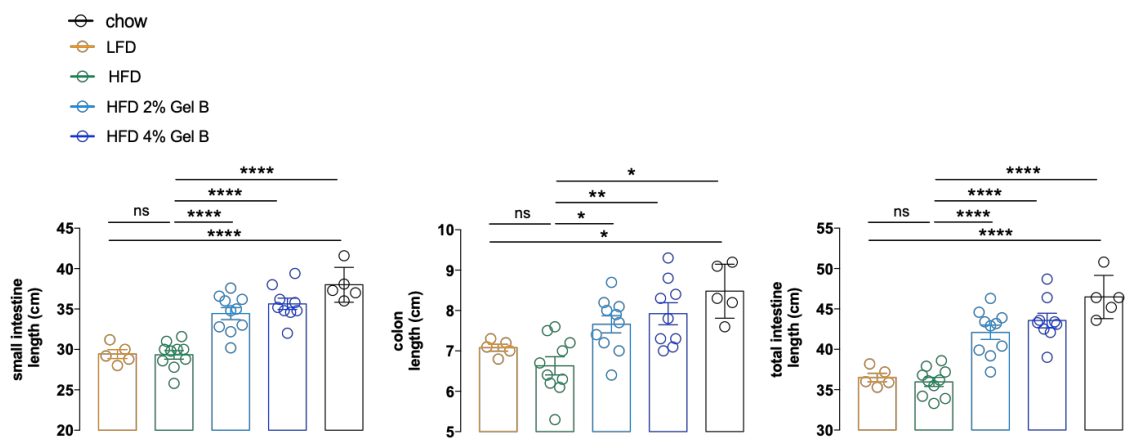 chow
LFD
HFD
HFD 2% Gel B
HFD 4% Gel B
****
****
ns
****
****
45
40
35
30
25
20
small intestine
length (cm)
*
**
ns
*
*
10
9
8
7
6
5
colon
length (cm)
****
****
ns
****
****
55
50
45
40
35
30
total intestine
length (cm)